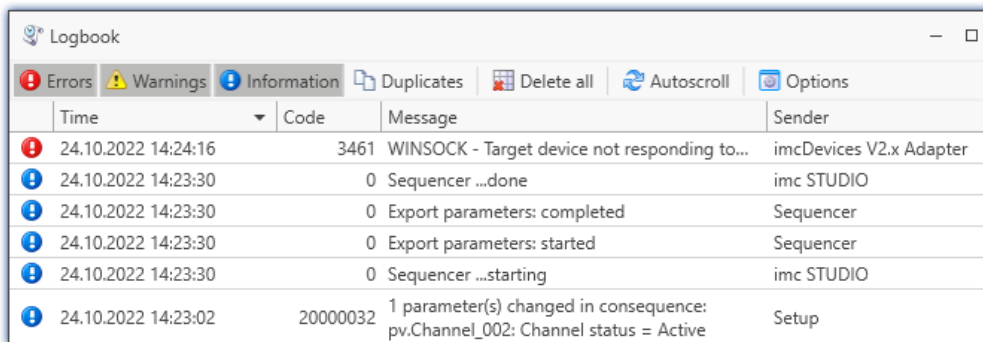 Logbook
Errors Warnings Information Duplicates Delete all Autoscroll Options
Time Code Message Sender
24.10.2022 14:24:16 3461 WINSOCK - Target device not responding to... imcDevices V2.x Adapter
24.10.2022 14:23:30 0 Sequencer ...done imc STUDIO
24.10.2022 14:23:30 0 Export parameters: completed Sequencer
24.10.2022 14:23:30 0 Export parameters: started Sequencer
24.10.2022 14:23:30 0 Sequencer ...starting imc STUDIO
24.10.2022 14:23:02 20000032 1 parameter(s) changed in consequence:
pv.Channel_002: Channel status = Active Setup